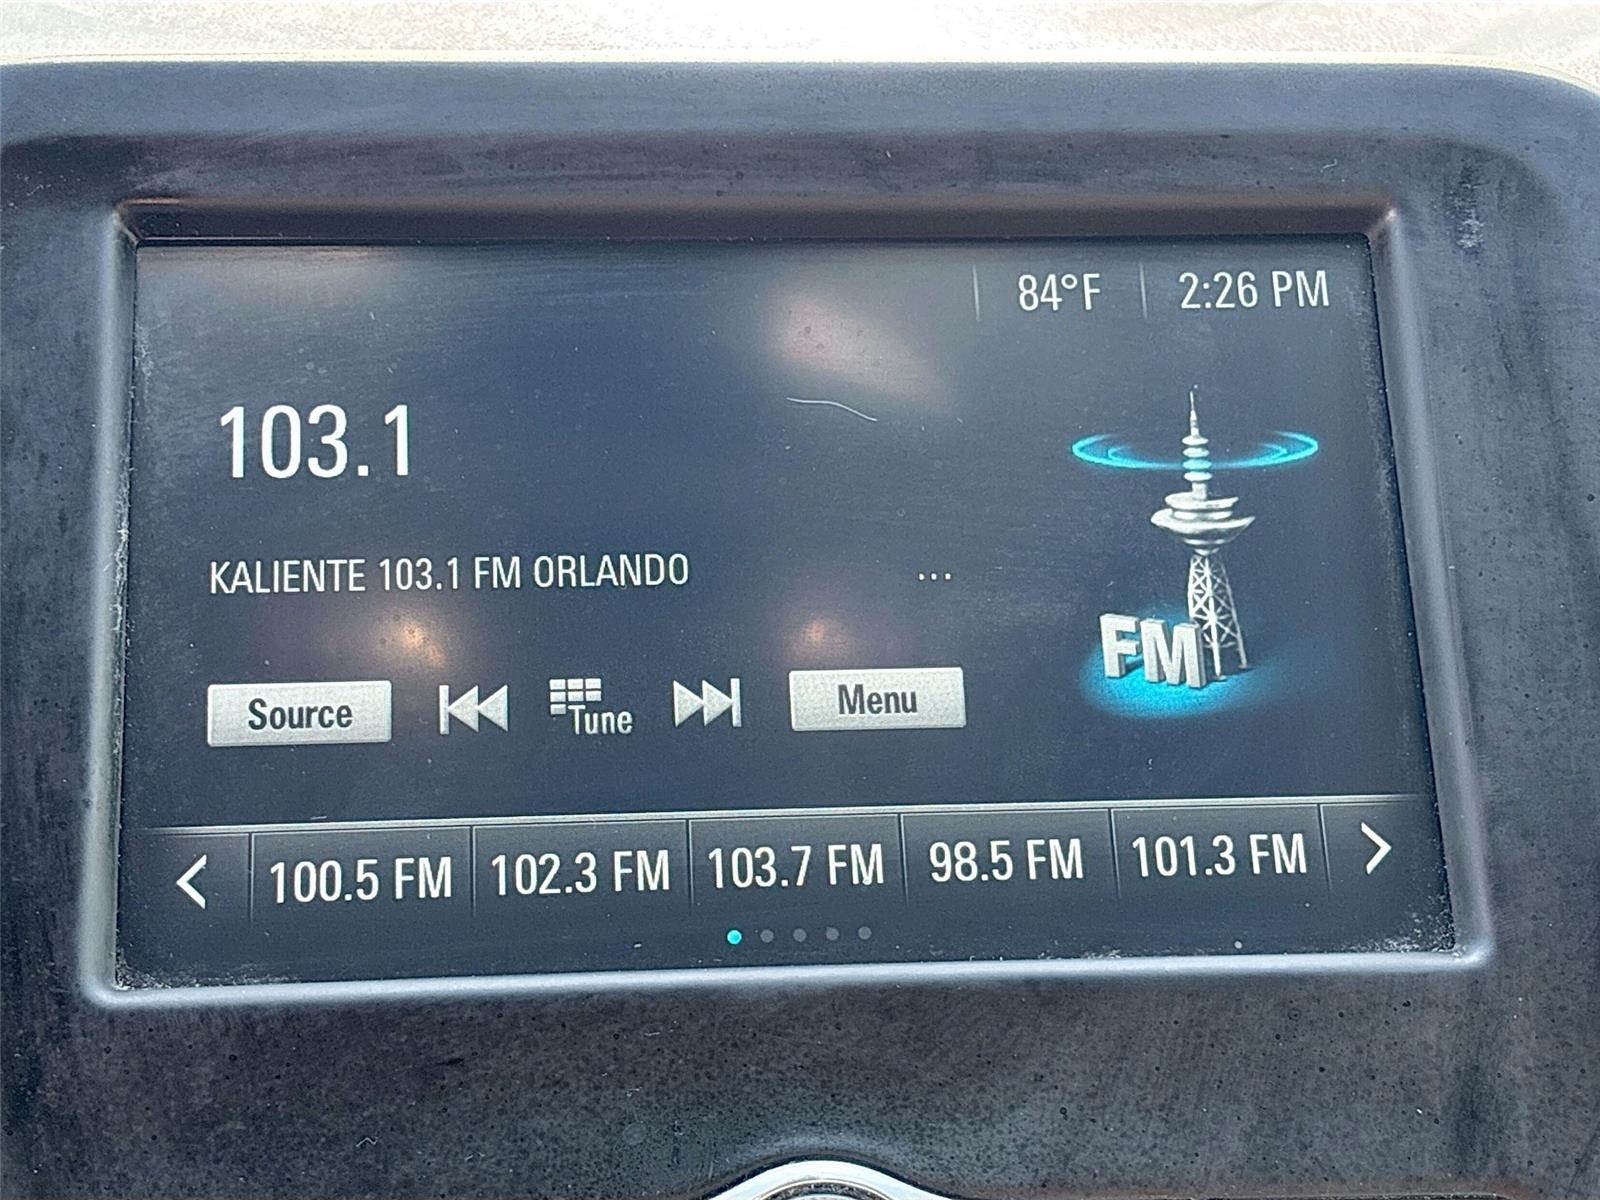 84°F 2:26 PM
103.1
KALIENTE 103.1 FM ORLANDO ...
FM
Source Tune Menu
100.5 FM 102.3 FM 103.7 FM 98.5 FM 101.3 FM